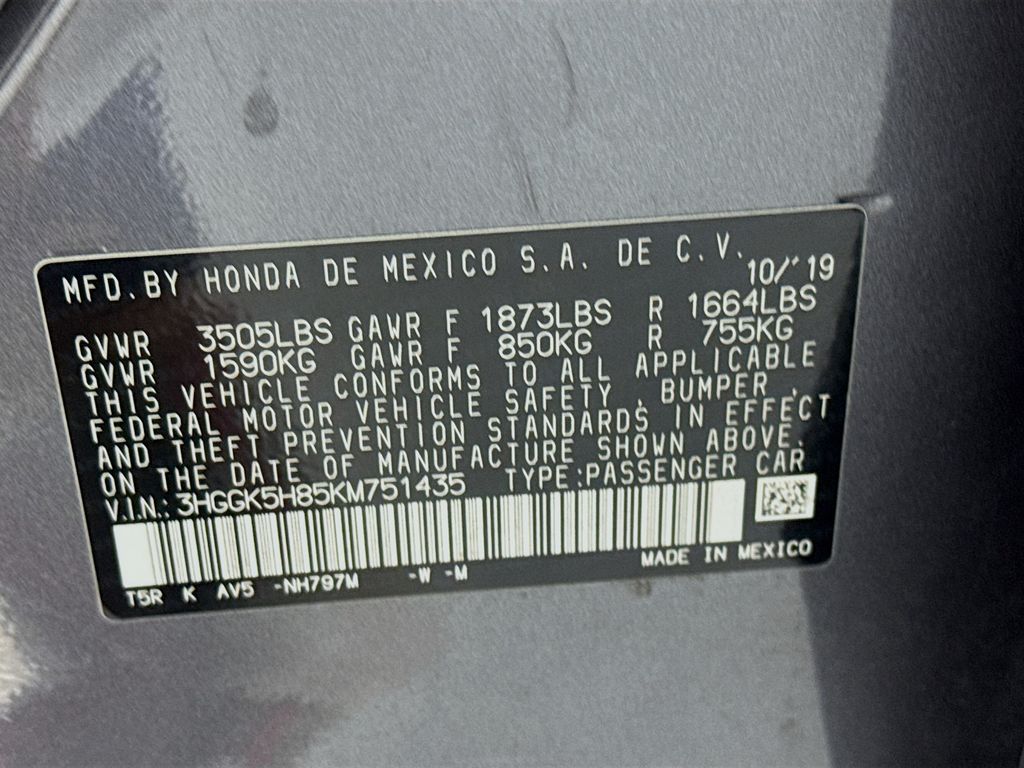 MFD.BY HONDA DE MEXICO S.A. DE C.V.
10/'19
GVWR 3505LBS GAWR F 1873LBS R 1664LBS
GVWR 1590KG GAWR F 850KG R 755KG
THIS VEHICLE CONFORMS TO ALL APPLICABLE
FEDERAL MOTOR VEHICLE SAFETY, BUMPER,
AND THEFT PREVENTION STANDARDS IN EFFECT
ON THE DATE OF MANUFACTURE SHOWN ABOVE.
V.I.N.: 3HGGK5H85KM751435 TYPE:PASSENGER CAR
MADE IN MEXICO
T5R K AV5 -NH797M -W -M